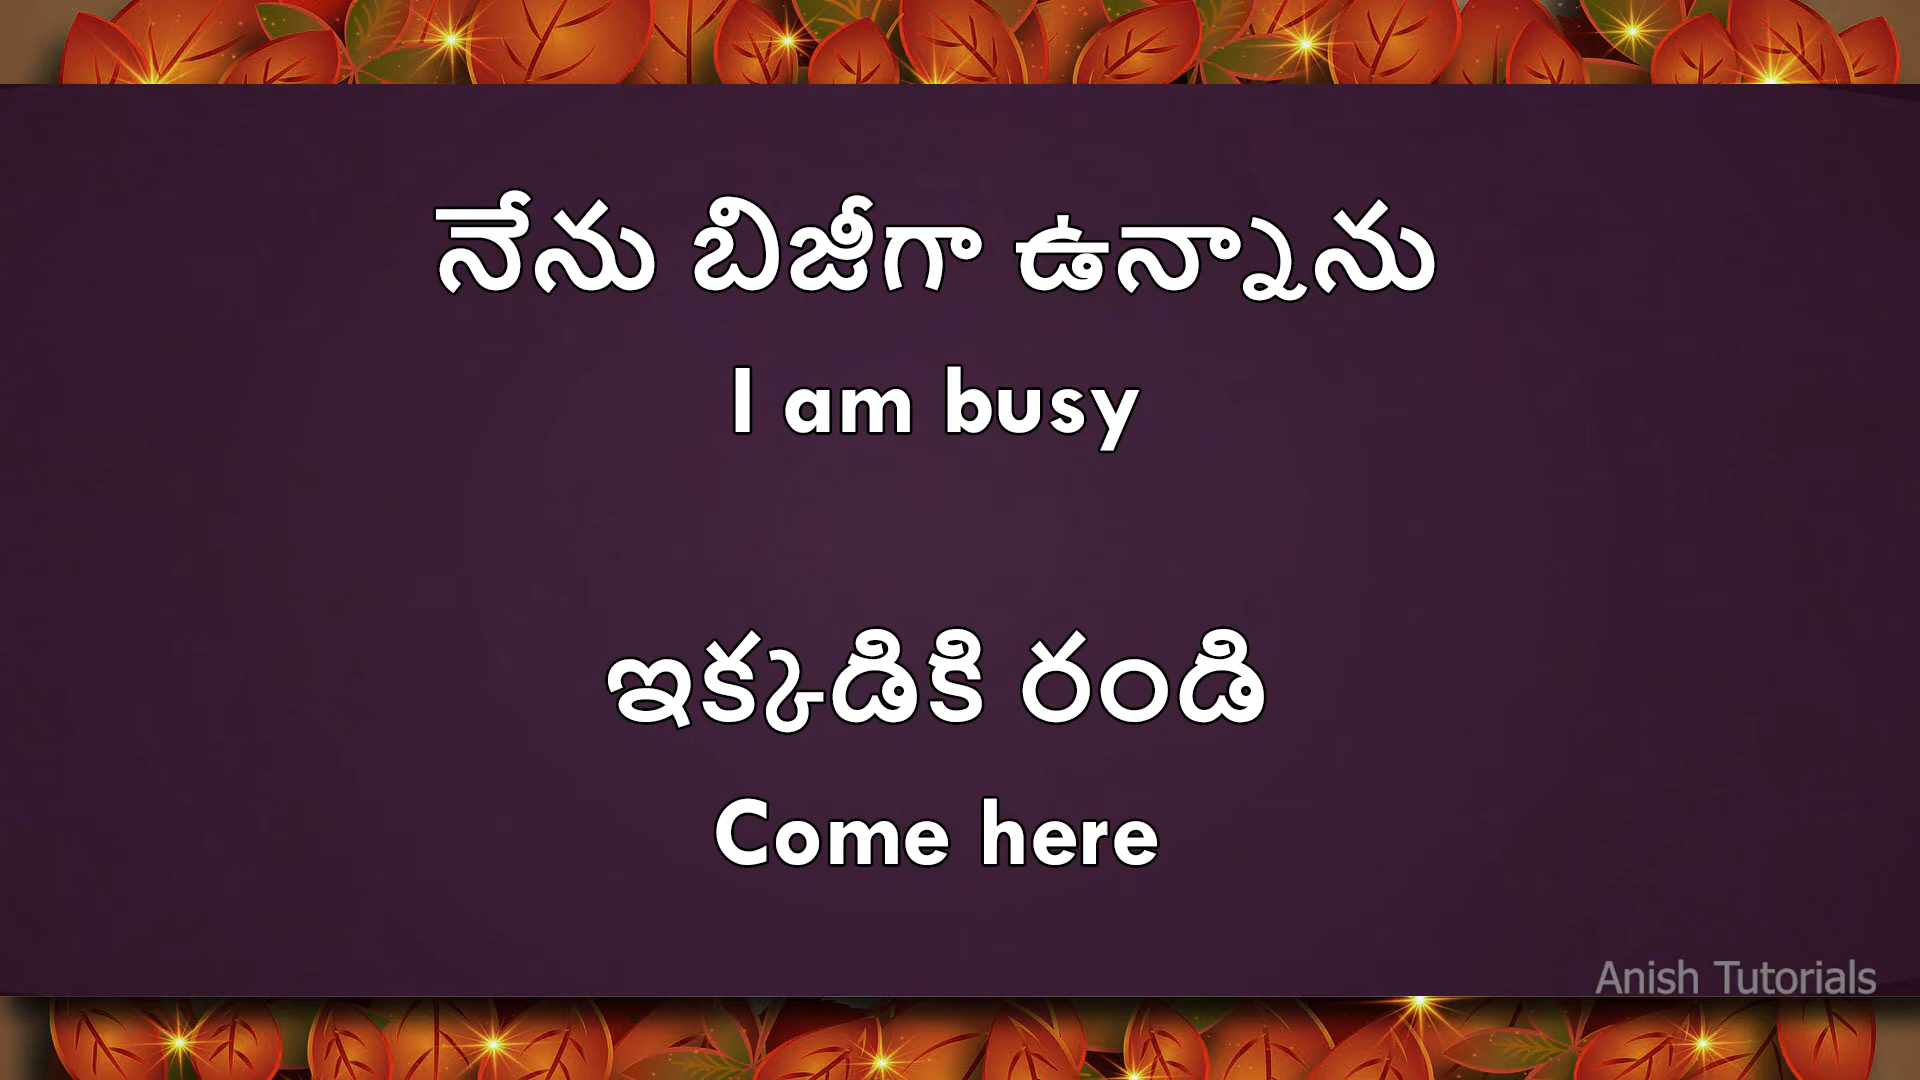 నేను బిజీగా ఉన్నాను
I am busy
ఇక్కడికి రండి
Come here
Anish Tutorials